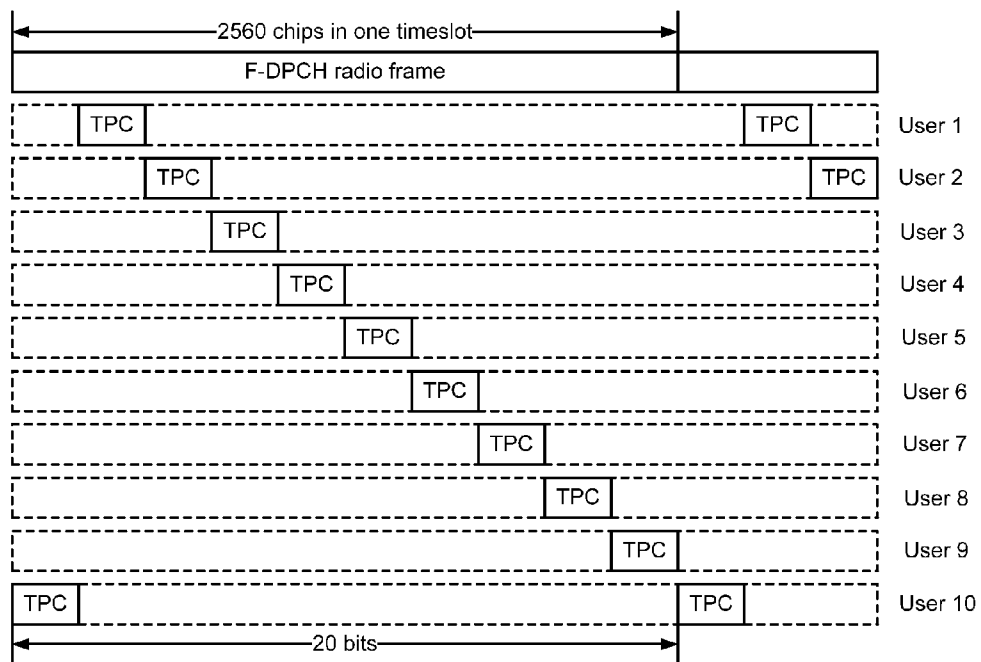 2560 chips in one timeslot
F-DPCH radio frame
TPC TPC User 1
TPC TPC User 2
TPC User 3
TPC User 4
TPC User 5
TPC User 6
TPC User 7
TPC User 8
TPC User 9
TPC TPC User 10
20 bits